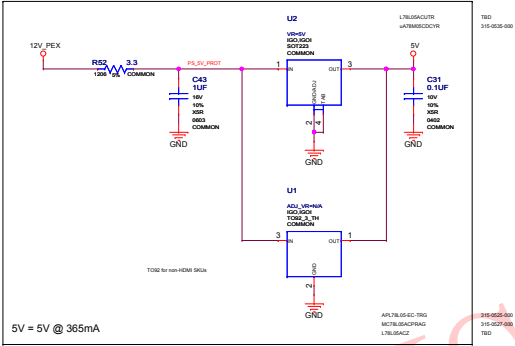 L78L05ACUTR TBD
uA78M05CDCYR 315-0535-000
U2
VR=5V
IGO,IGOI
SOT223
COMMON
12V_PEX
R52 3.3
1206 5% COMMON
PS_5V_PROT
1 IN OUT 3
GND/ADJ
TAB
2
4
GND
5V
C43
1UF
16V
10%
X5R
0603
COMMON
GND
C31
0.1UF
10V
10%
X5R
0402
COMMON
GND
U1
ADJ_VR=N/A
IGO,IGOI
TO92_3_TH
COMMON
3 IN OUT 1
GND
2
GND
TO92 for non-HDMI SKUs
5V = 5V @ 365mA
APL78L05-EC-TRG 315-0525-000
MC78L05ACPRAG 315-0527-000
L78L05ACZ TBD